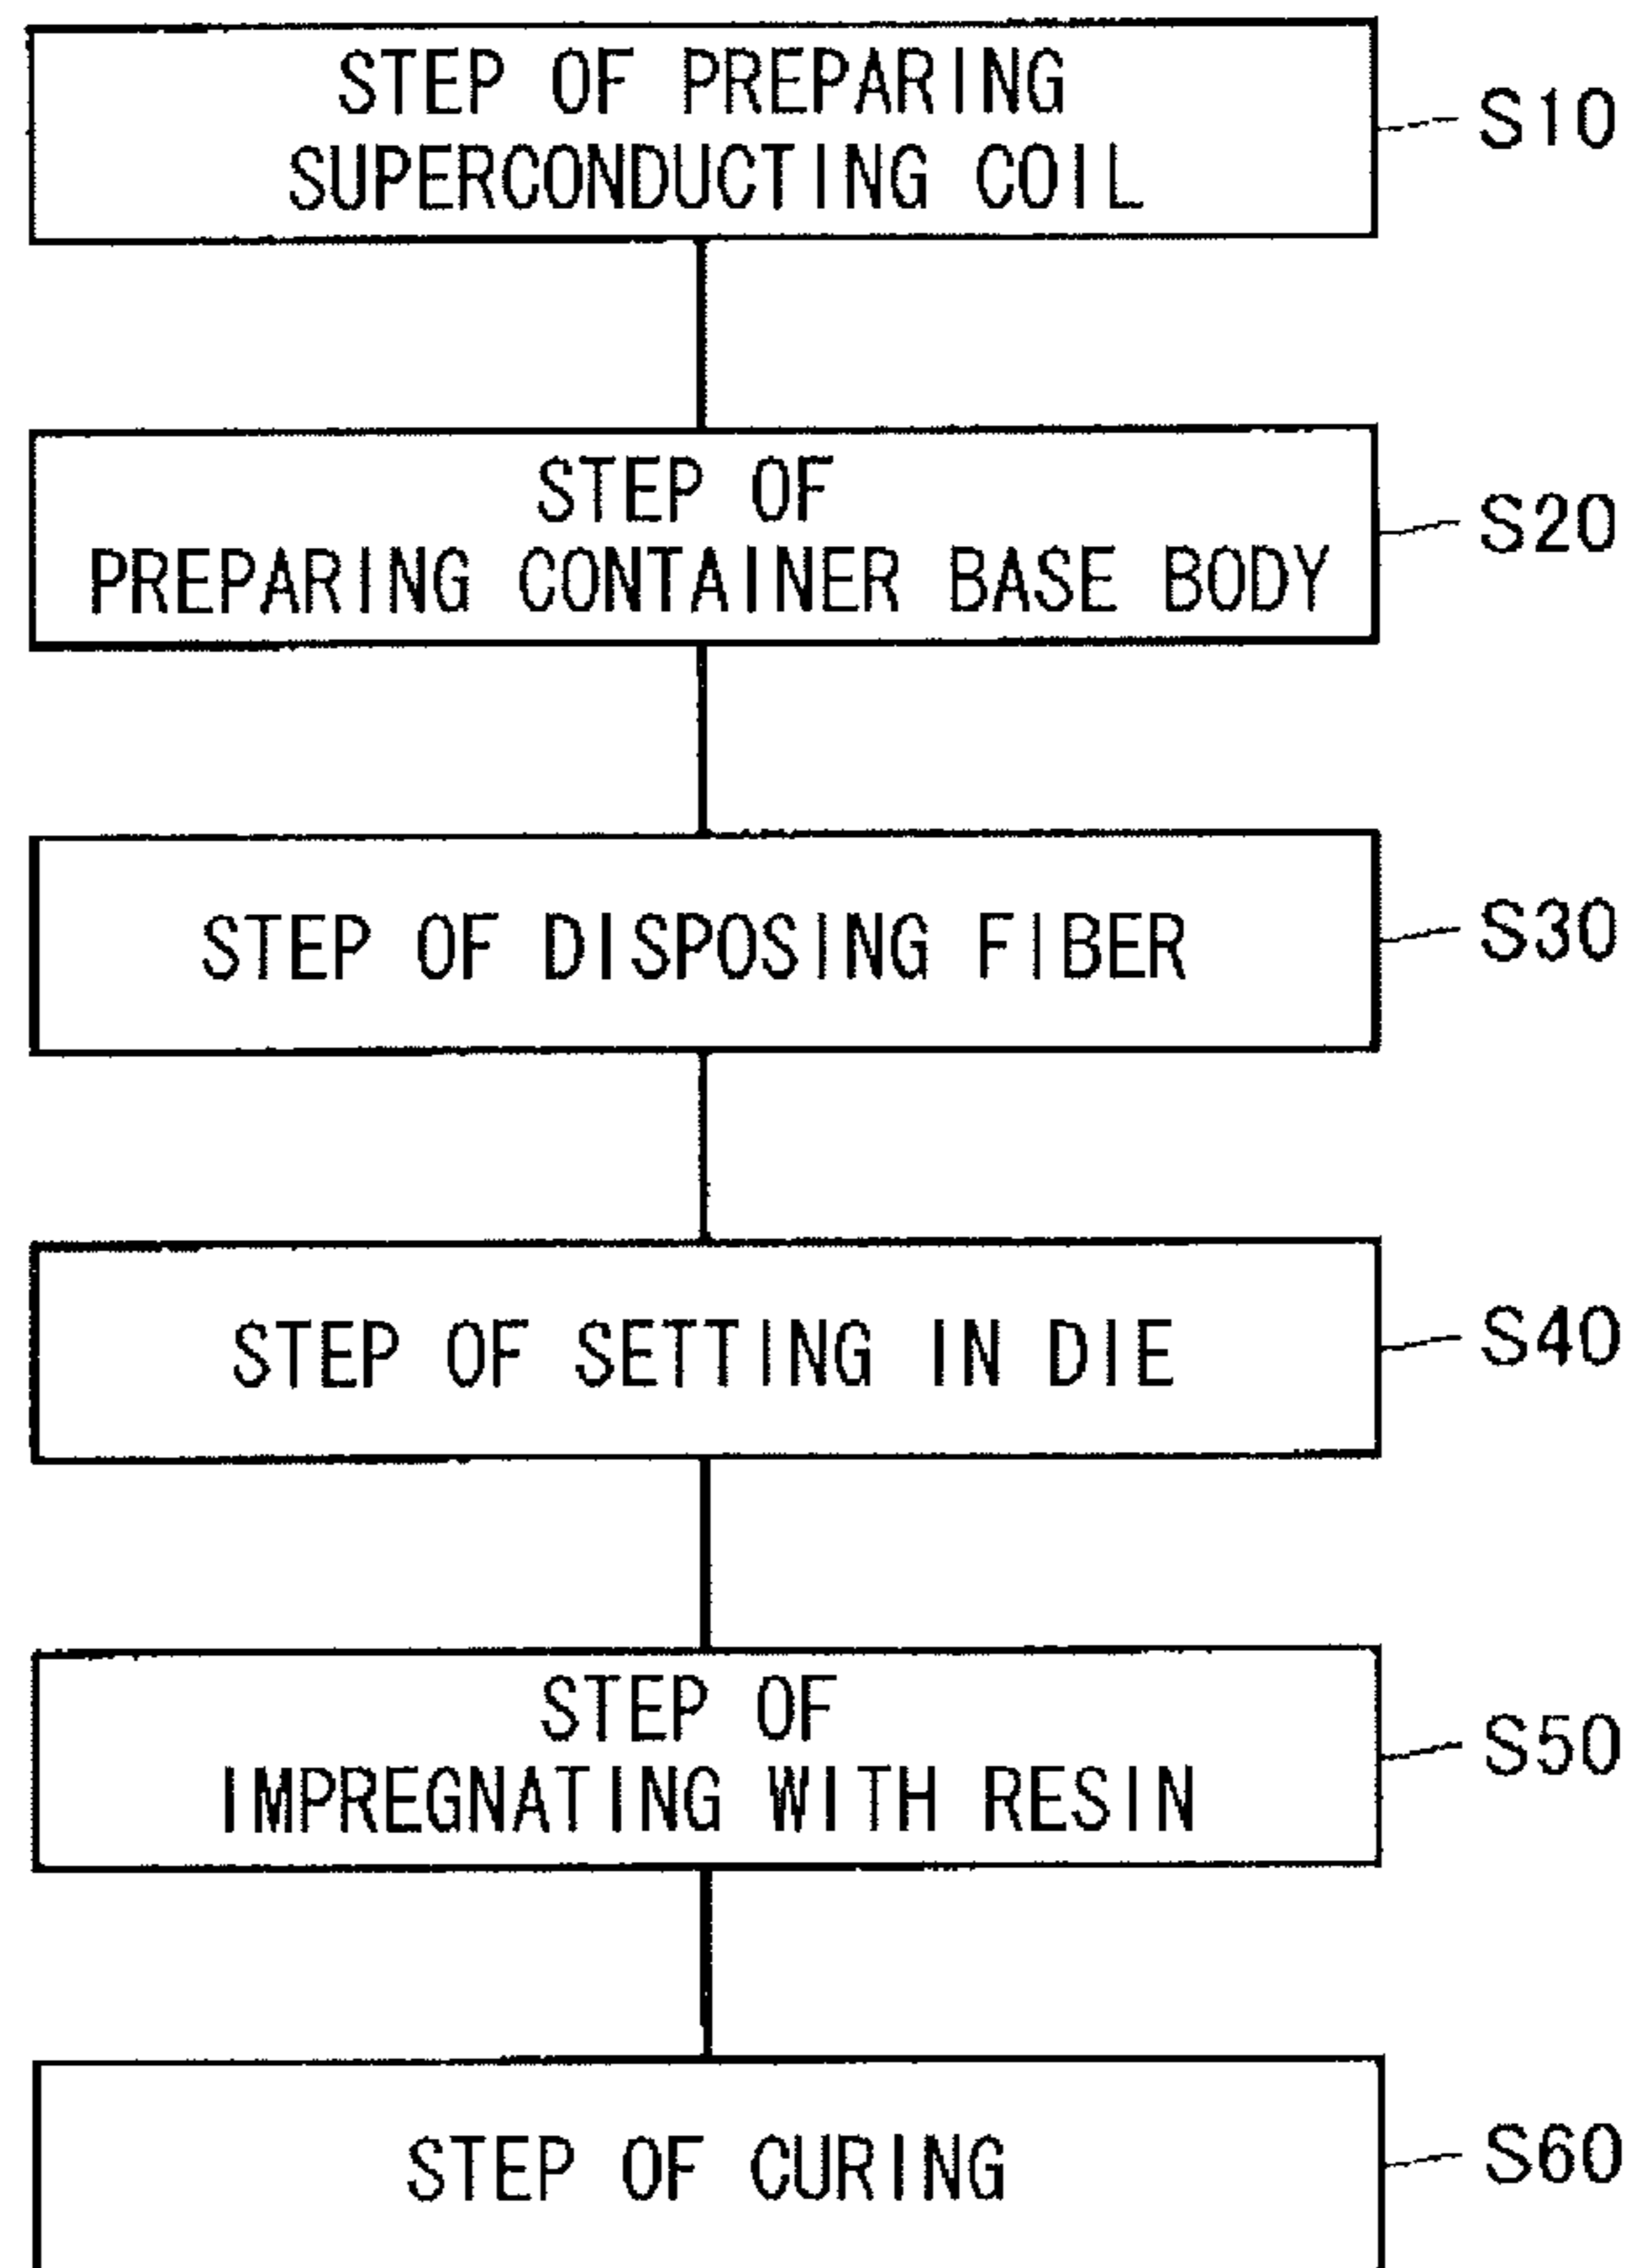 STEP OF PREPARING
SUPERCONDUCTING COIL
S10
STEP OF
PREPARING CONTAINER BASE BODY
S20
STEP OF DISPOSING FIBER
S30
STEP OF SETTING IN DIE
S40
STEP OF
IMPREGNATING WITH RESIN
S50
STEP OF CURING
S60